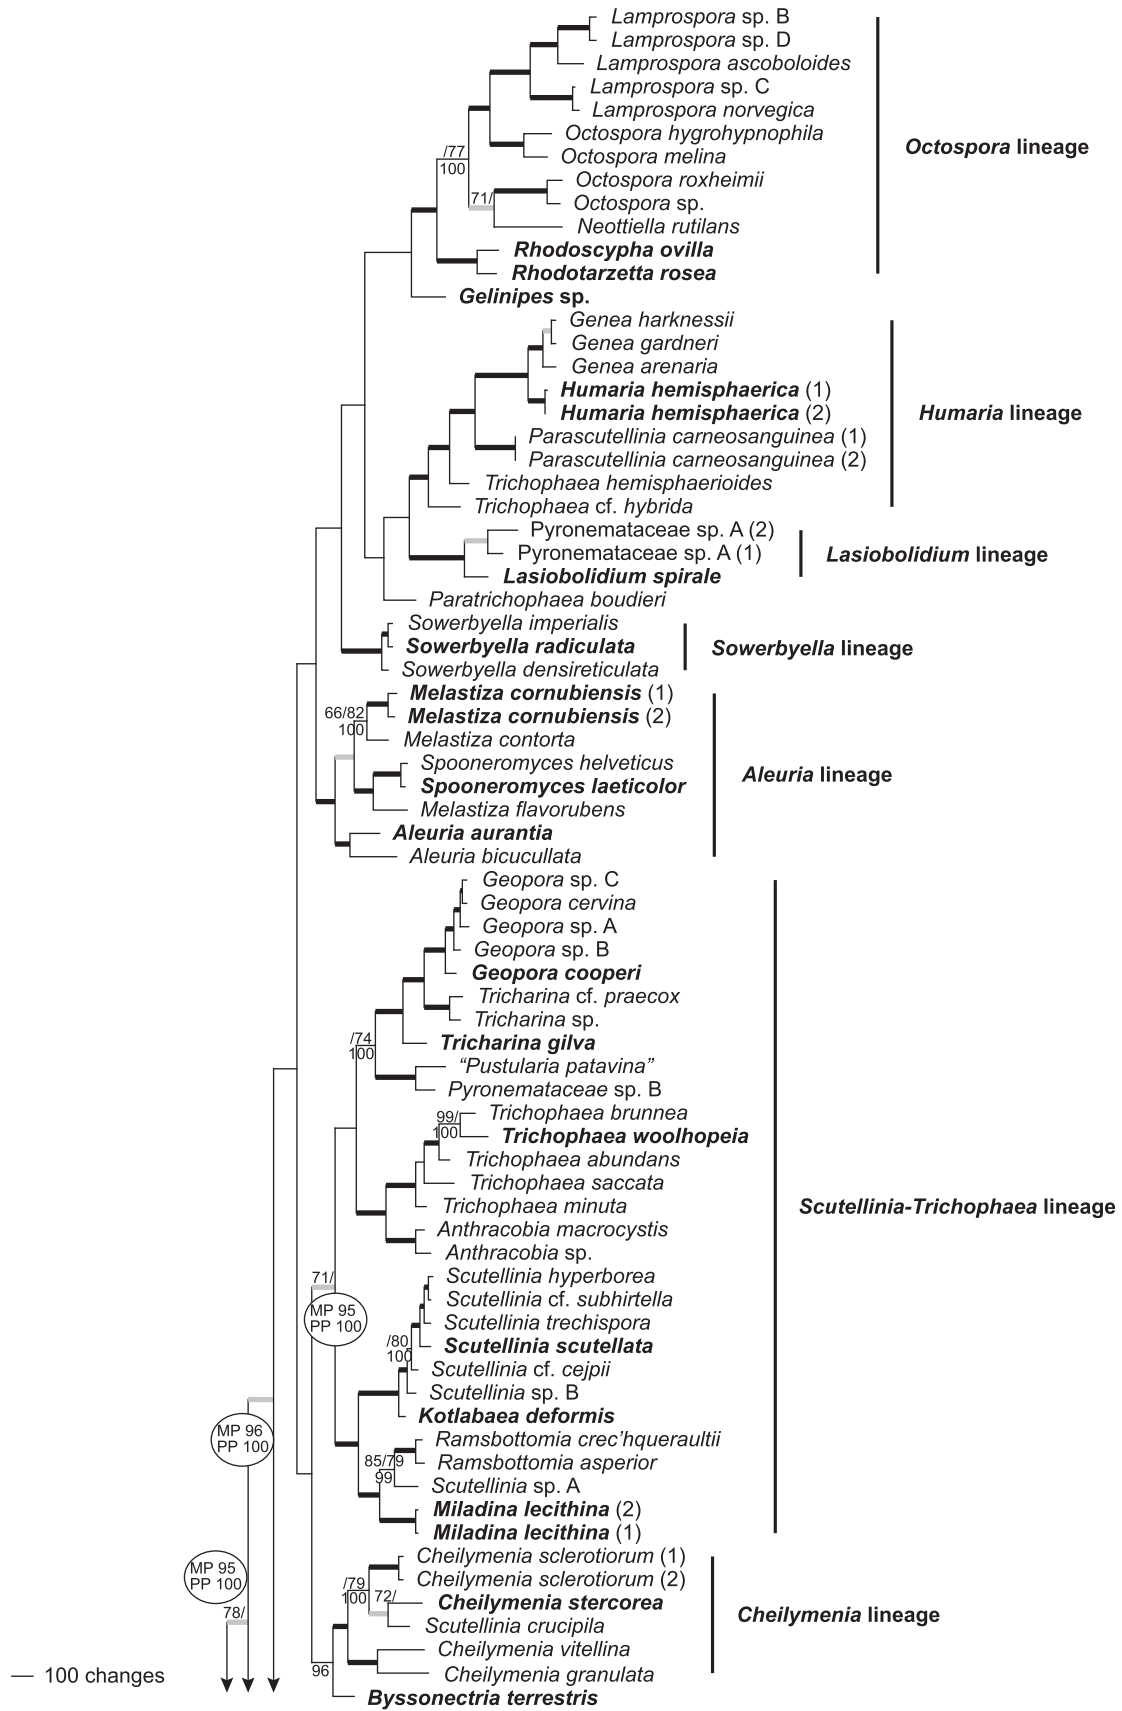 Lamprospora sp. B
Lamprospora sp. D
Lamprospora ascoboloides
Lamprospora sp. C
Lamprospora norvegica
Octospora hygrohypnophila
Octospora lineage
/77
100
Octospora melina
Octospora roxheimii
71/
Octospora sp.
Neottiella rutilans
Rhodoscypha ovilla
Rhodotarzetta rosea
Gelinipes sp.
Genea harknessii
Genea gardneri
Genea arenaria
Humaria hemisphaerica (1)
Humaria hemisphaerica (2)
Humaria lineage
Parascutellinia carneosanguinea (1)
Parascutellinia carneosanguinea (2)
Trichophaea hemisphaerioides
Trichophaea cf. hybrida
Pyronemataceae sp. A (2)
Pyronemataceae sp. A (1)
Lasiobolidium lineage
Lasiobolidium spirale
Paratrichophaea boudieri
Sowerbyella imperialis
Sowerbyella radiculata
Sowerbyella lineage
Sowerbyella densireticulata
Melastiza cornubiensis (1)
66/82
100
Melastiza cornubiensis (2)
Melastiza contorta
Spooneromyces helveticus
Aleuria lineage
Spooneromyces laeticolor
Melastiza flavorubens
Aleuria aurantia
Aleuria bicucullata
Geopora sp. C
Geopora cervina
Geopora sp. A
Geopora sp. B
Geopora cooperi
Tricharina cf. praecox
Tricharina sp.
/74
100
Tricharina gilva
“Pustularia patavina”
Pyronemataceae sp. B
Trichophaea brunnea
99/
100
Trichophaea woolhopeia
Trichophaea abundans
Trichophaea saccata
Trichophaea minuta
Scutellinia-Trichophaea lineage
Anthracobia macrocystis
Anthracobia sp.
71/
Scutellinia hyperborea
Scutellinia cf. subhirtella
MP 95
PP 100
Scutellinia trechispora
Scutellinia scutellata
/80
100
Scutellinia cf. cejpii
Scutellinia sp. B
Kotlabaea deformis
MP 96
PP 100
Ramsbottomia crec’hqueraultii
Ramsbottomia asperior
85/79
99
Scutellinia sp. A
Miladina lecithina (2)
Miladina lecithina (1)
Cheilymenia sclerotiorum (1)
MP 95
PP 100
Cheilymenia sclerotiorum (2)
/79
100
72/
Cheilymenia stercorea
78/
Cheilymenia lineage
Scutellinia crucipila
Cheilymenia vitellina
96
Cheilymenia granulata
100 changes
Byssonectria terrestris